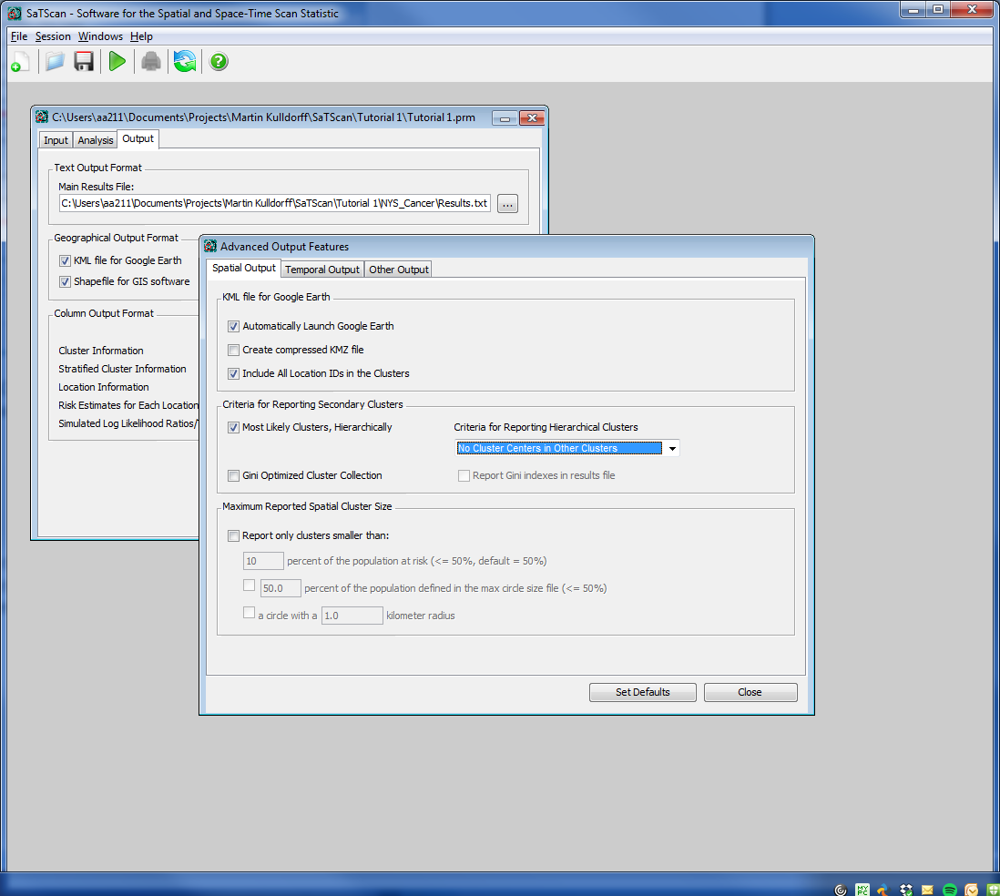 SaTScan - Software for the Spatial and Space-Time Scan Statistic
File Session Windows Help
C:\Users\aa211\Documents\Projects\Martin Kulldorff\SaTScan\Tutorial 1\Tutorial 1.prm
Input Analysis Output
Text Output Format
Main Results File:
C:\Users\aa211\Documents\Projects\Martin Kulldorff\SaTScan\Tutorial 1\NYS_Cancer\Results.txt ...
Geographical Output Format
KML file for Google Earth
Shapefile for GIS software
Column Output Format
Cluster Information
Stratified Cluster Information
Location Information
Risk Estimates for Each Location
Simulated Log Likelihood Ratios/
Advanced Output Features
Spatial Output Temporal Output Other Output
KML file for Google Earth
Automatically Launch Google Earth
Create compressed KMZ file
Include All Location IDs in the Clusters
Criteria for Reporting Secondary Clusters
Most Likely Clusters, Hierarchically
Criteria for Reporting Hierarchical Clusters
No Cluster Centers in Other Clusters
Gini Optimized Cluster Collection
Report Gini indexes in results file
Maximum Reported Spatial Cluster Size
Report only clusters smaller than:
10 percent of the population at risk (<= 50%, default = 50%)
50.0 percent of the population defined in the max circle size file (<= 50%)
a circle with a 1.0 kilometer radius
Set Defaults Close
MY
PC